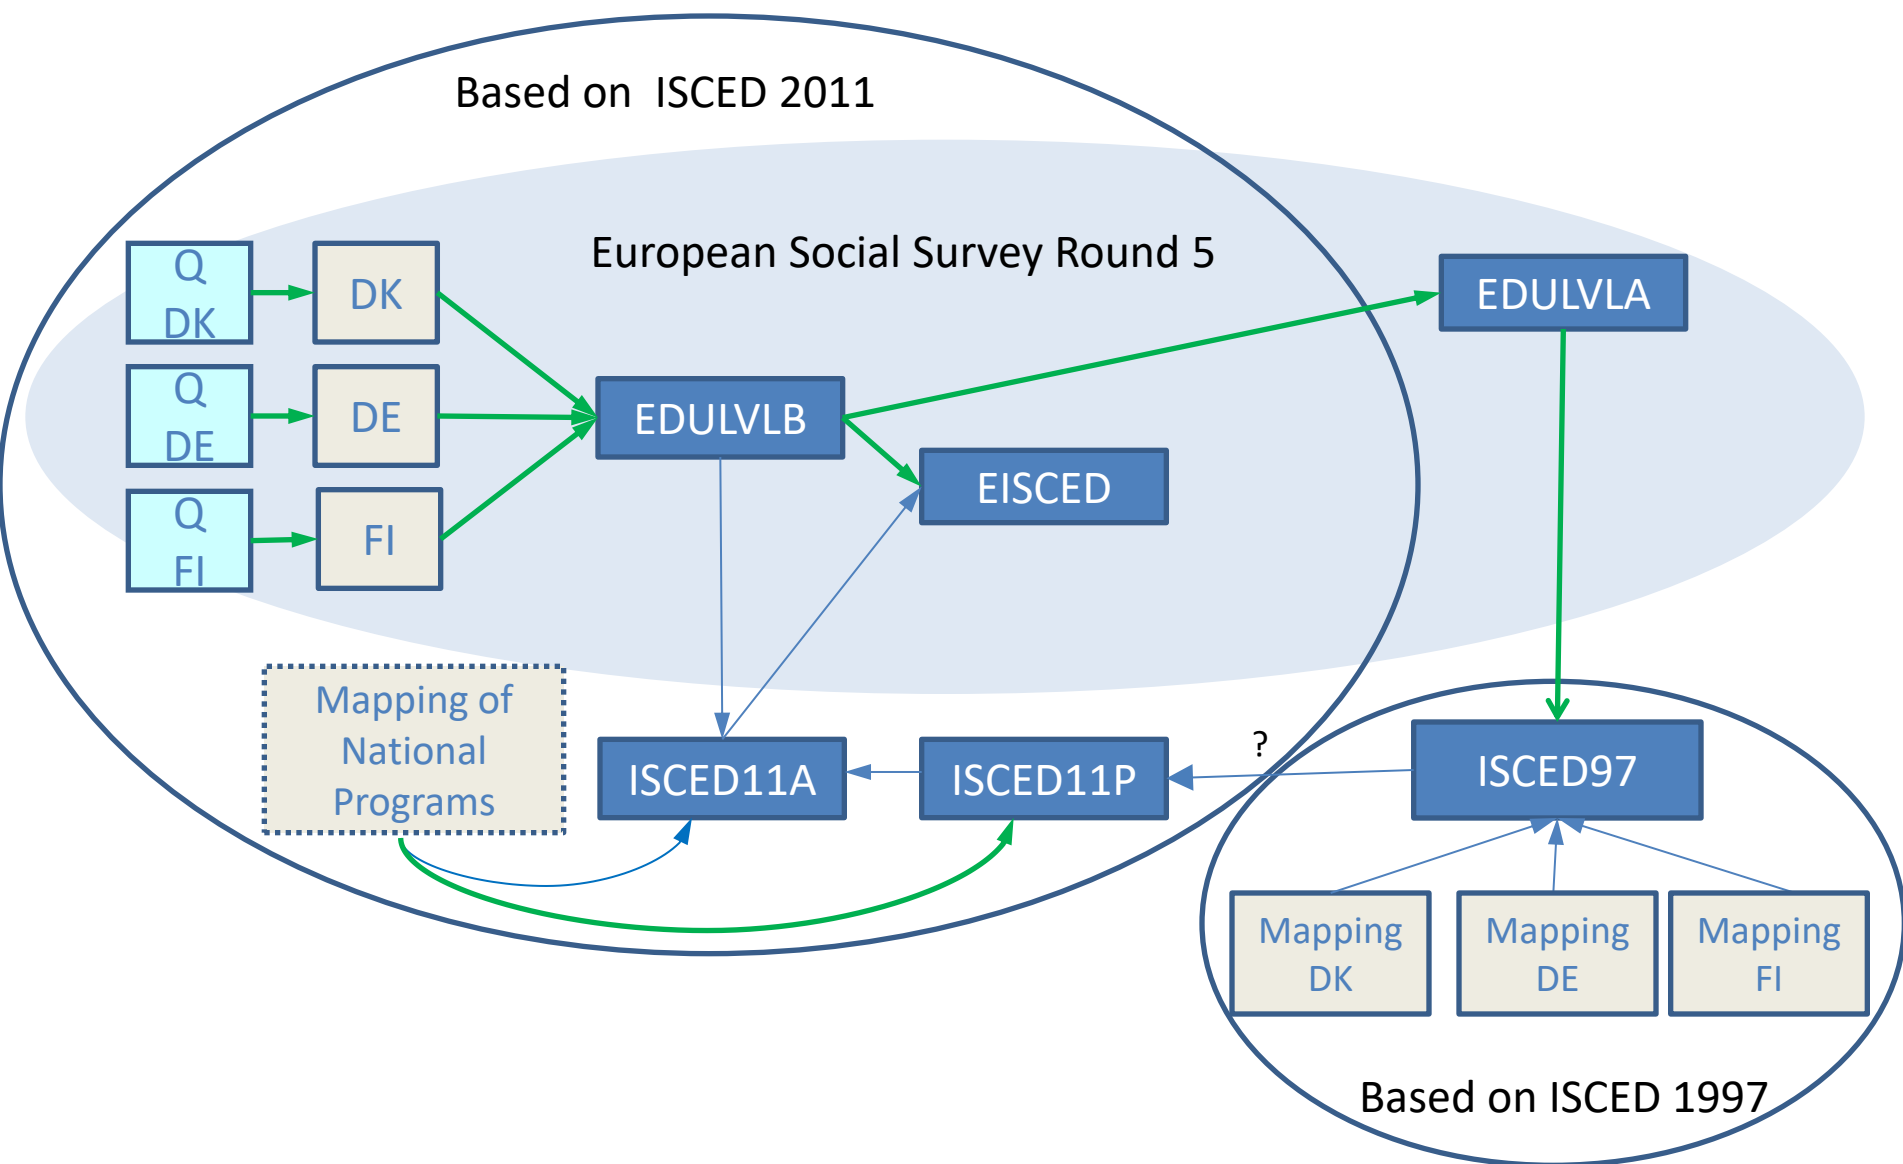 Based on  ISCED 2011
European Social Survey Round 5
Q
DK
DK
EDULVLA
Q
DE
DE
EDULVLB
EISCED
Q
FI
FI
Mapping of
National
Programs
ISCED11A
ISCED11P
?
ISCED97
Mapping
DK
Mapping
DE
Mapping
FI
Based on ISCED 1997